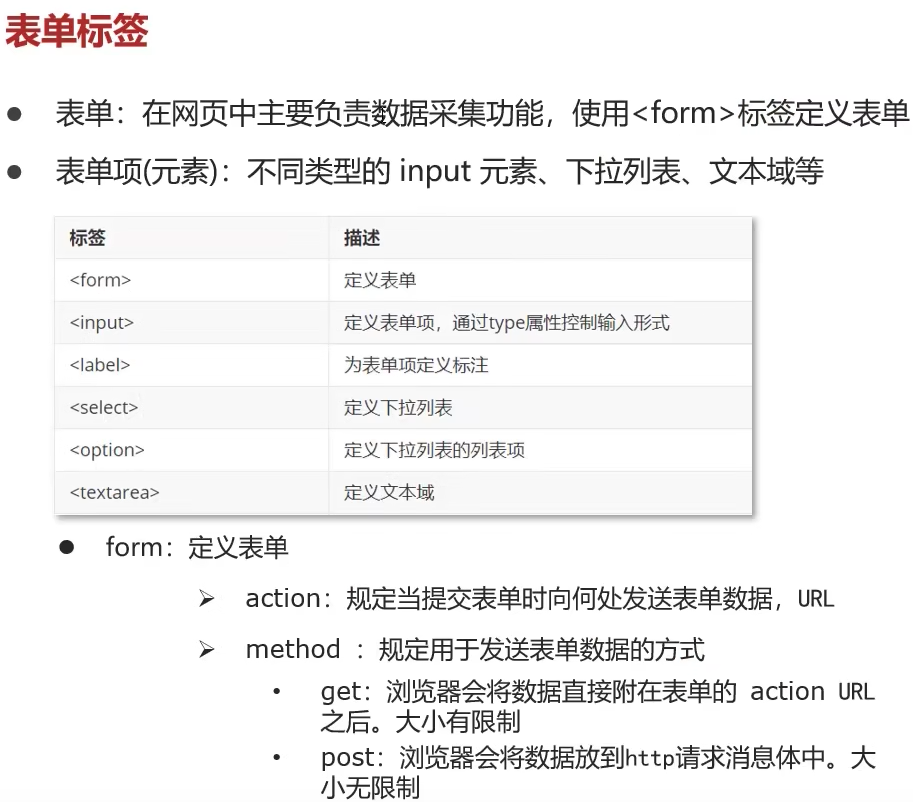 表单标签
表单：在网页中主要负责数据采集功能，使用<form>标签定义表单
表单项(元素)：不同类型的 input 元素、下拉列表、文本域等
标签 描述
<form> 定义表单
<input> 定义表单项，通过type属性控制输入形式
<label> 为表单项定义标注
<select> 定义下拉列表
<option> 定义下拉列表的列表项
<textarea> 定义文本域
form：定义表单
action：规定当提交表单时向何处发送表单数据，URL
method ：规定用于发送表单数据的方式
get：浏览器会将数据直接附在表单的 action URL
之后。大小有限制
post：浏览器会将数据放到http请求消息体中。大
小无限制